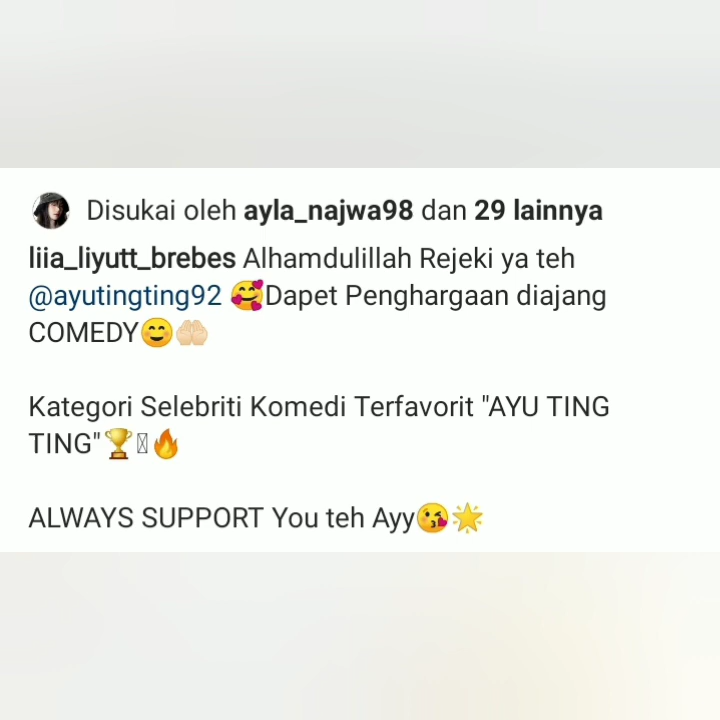 Disukai oleh ayla_najwa98 dan 29 lainnya
liia_liyutt_brebes Alhamdulillah Rejeki ya teh
@ayutingting92 🥰Dapet Penghargaan diajang
COMEDY😊🤲🏻
Kategori Selebriti Komedi Terfavorit "AYU TING
TING"🏆🔥
ALWAYS SUPPORT You teh Ayy😘🌟